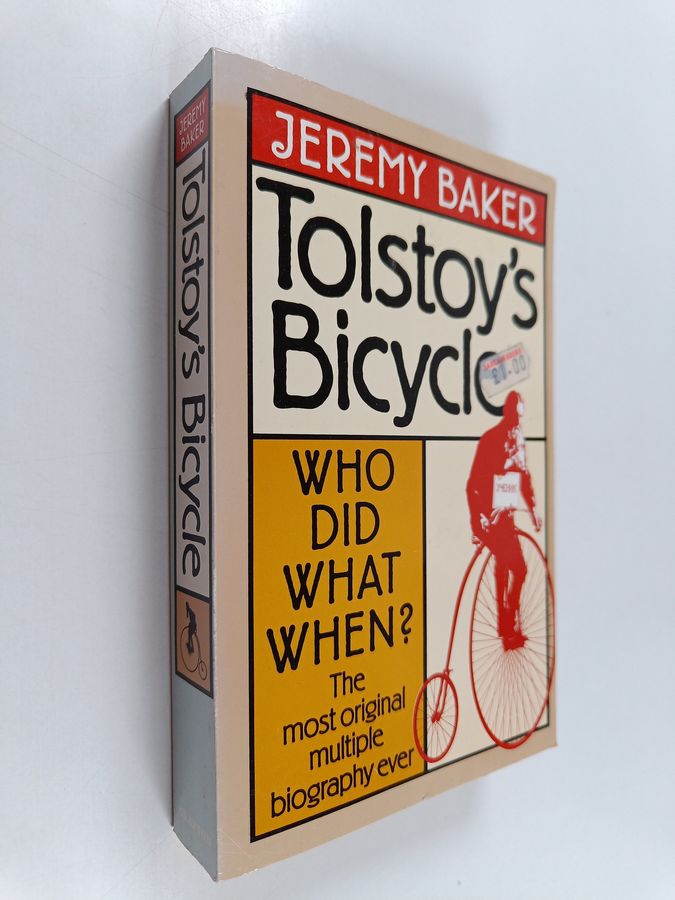 JEREMY BAKER
Tolstoy's
Bicycle
WHO
DID
WHAT
WHEN?
The
most original
multiple
biography ever
JEREMY
BAKER
Tolstoy's Bicycle